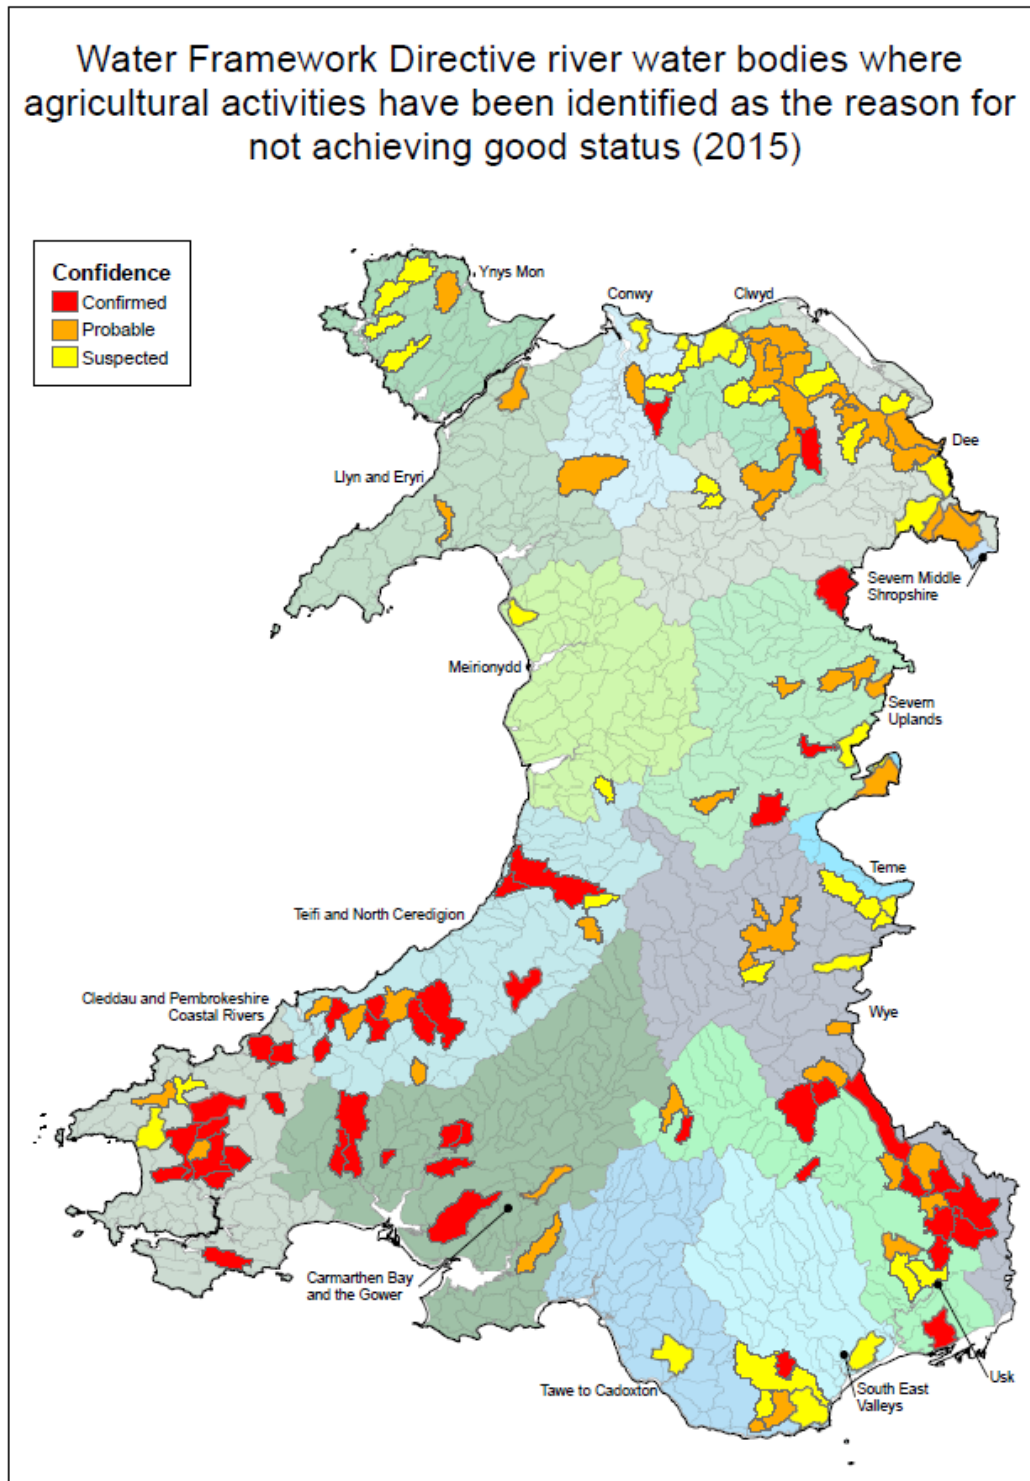 Water Framework Directive river water bodies where
agricultural activities have been identified as the reason for
not achieving good status (2015)
Confidence
Confirmed
Probable
Suspected
Ynys Mon
Conwy
Clwyd
Dee
Llyn and Eryri
Severn Middle
Shropshire
Meirionydd
Severn
Uplands
Teme
Teifi and North Ceredigion
Cleddau and Pembrokeshire
Coastal Rivers
Wye
Carmarthen Bay
and the Gower
Usk
Tawe to Cadoxton
South East
Valleys